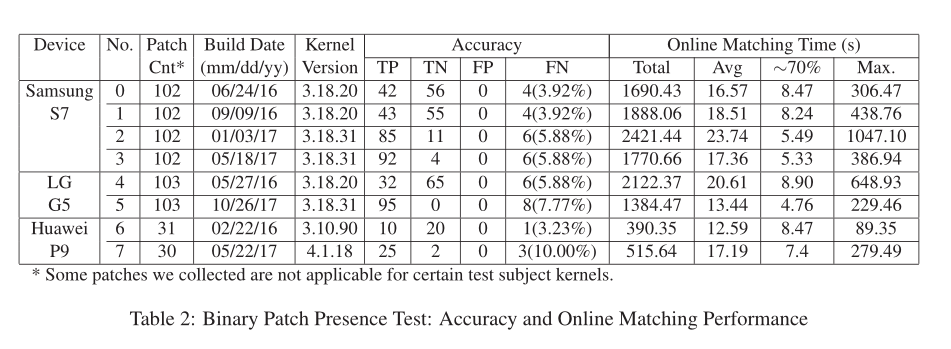 Device No. Patch Build Date Kernel Accuracy Online Matching Time (s)
Cnt* (mm/dd/yy) Version TP TN FP FN Total Avg ∼70% Max.
Samsung 0 102 06/24/16 3.18.20 42 56 0 4(3.92%) 1690.43 16.57 8.47 306.47
S7 1 102 09/09/16 3.18.20 43 55 0 4(3.92%) 1888.06 18.51 8.24 438.76
2 102 01/03/17 3.18.31 85 11 0 6(5.88%) 2421.44 23.74 5.49 1047.10
3 102 05/18/17 3.18.31 92 4 0 6(5.88%) 1770.66 17.36 5.33 386.94
LG 4 103 05/27/16 3.18.20 32 65 0 6(5.88%) 2122.37 20.61 8.90 648.93
G5 5 103 10/26/17 3.18.31 95 0 0 8(7.77%) 1384.47 13.44 4.76 229.46
Huawei 6 31 02/22/16 3.10.90 10 20 0 1(3.23%) 390.35 12.59 8.47 89.35
P9 7 30 05/22/17 4.1.18 25 2 0 3(10.00%) 515.64 17.19 7.4 279.49
* Some patches we collected are not applicable for certain test subject kernels.
Table 2: Binary Patch Presence Test: Accuracy and Online Matching Performance